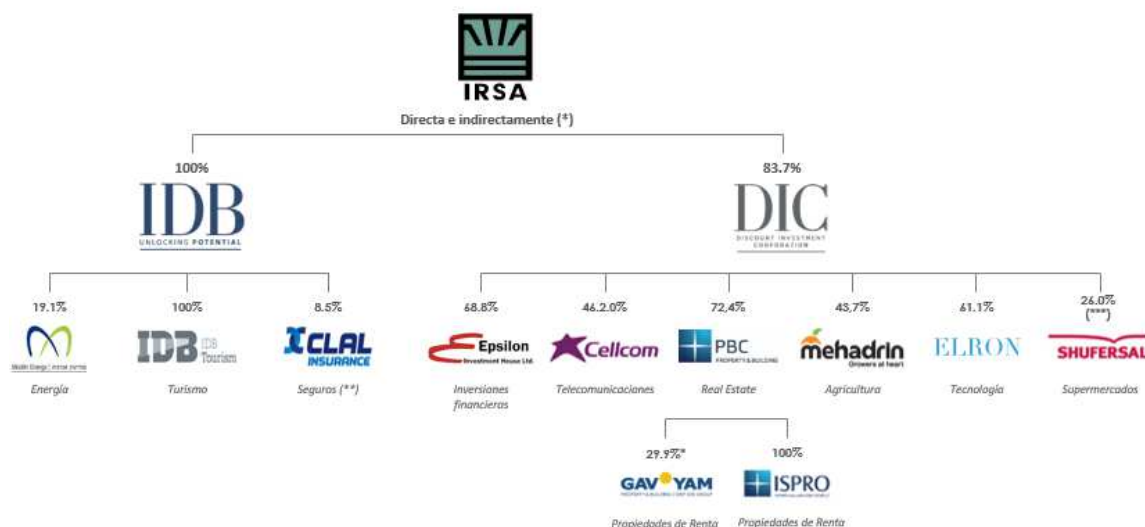 IRSA
Directa e indirectamente (*)
100%
83.7%
IDB
UNLOCKING POTENTIAL
DIC
DISCOUNT INVESTMENT
CORPORATION
19.1%
100%
8.5%
68.8%
46.2.0%
72,4%
43,7%
61.1%
26.0%
(***)
IDB IDB
Tourism
CLAL
INSURANCE
Epsilon
Investment House Ltd.
Cellcom
PBC
PROPERTY & BUILDING
mehadrin
Growers at heart
ELRON
SHUFERSAL
Energía
Turismo
Seguros (**)
Inversiones
financieras
Telecomunicaciones
Real Estate
Agricultura
Tecnología
Supermercados
29.9%*
100%
GAV YAM
ISPRO
Propiedades de Renta
Propiedades de Renta